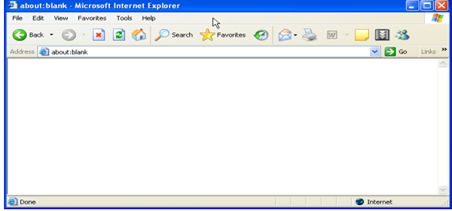 about:blank - Microsoft Internet Explorer
File Edit View Favorites Tools Help
Back Search Favorites W
Address about:blank Go Links »
Done Internet